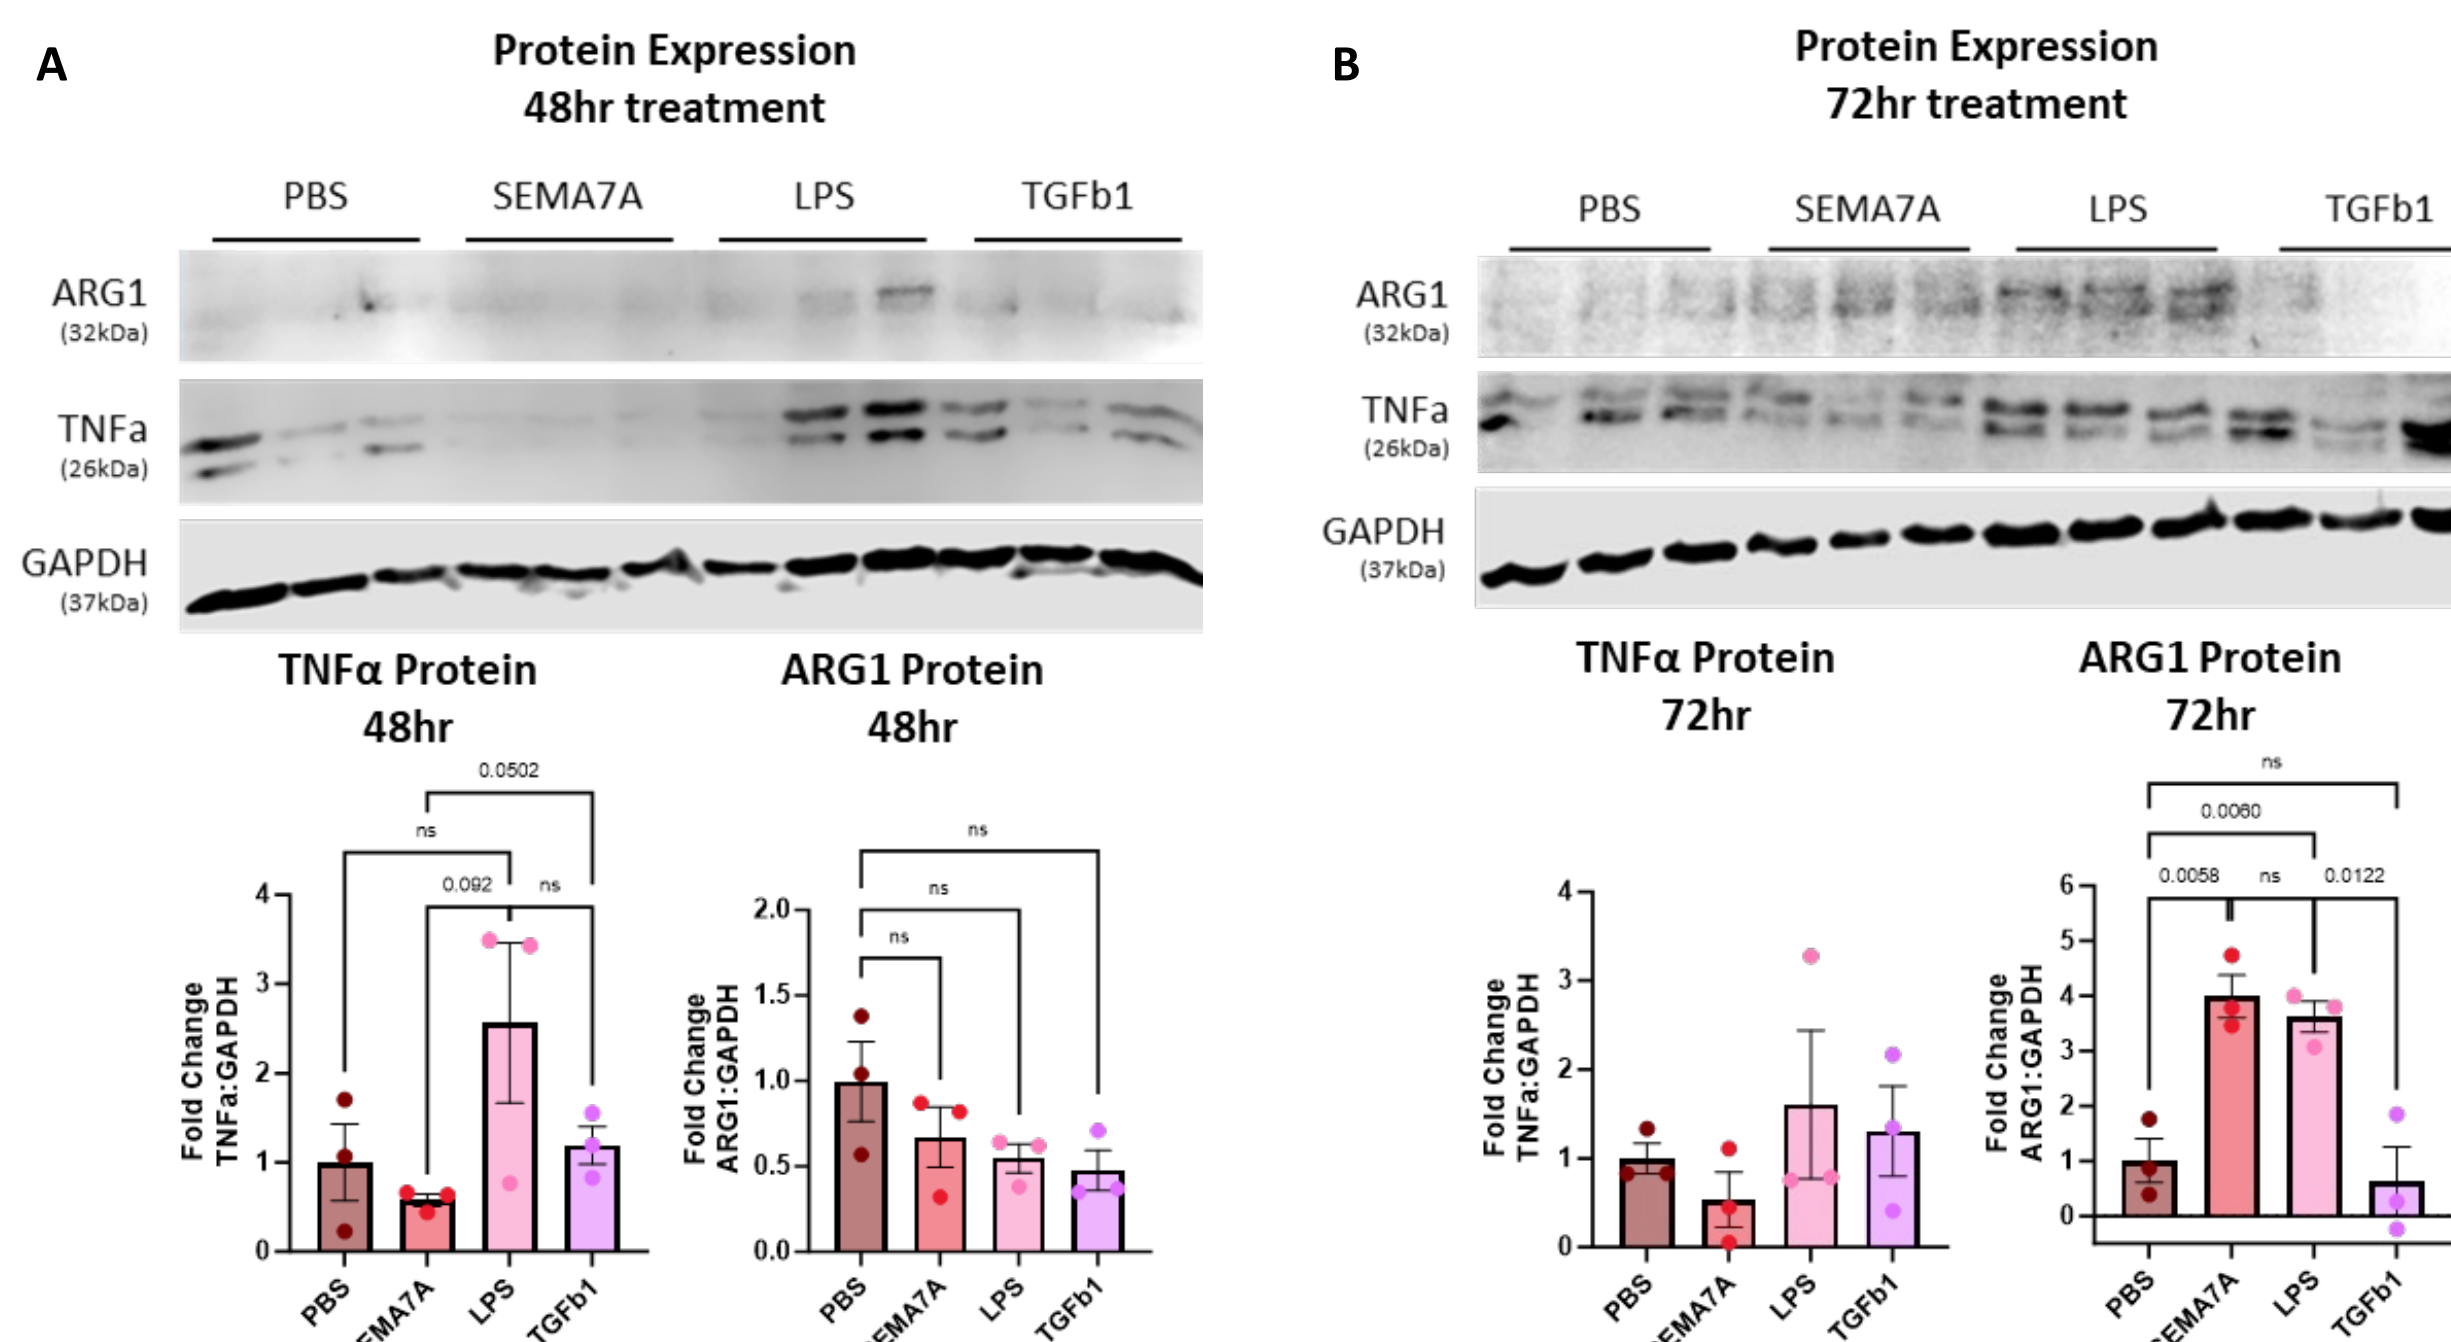 A
Protein Expression
48hr treatment
PBS SEMA7A LPS TGFb1
ARG1
(32kDa)
TNFa
(26kDa)
GAPDH
(37kDa)
TNFα Protein
48hr
0.0502
ns
0.092 ns
4
3
2
1
0
Fold Change
TNFa:GAPDH
PBS
EMA7A
LPS
TGFb1
ARG1 Protein
48hr
ns
ns
ns
2.0
1.5
1.0
0.5
0.0
Fold Change
ARG1:GAPDH
PBS
SEMA7A
LPS
TGFb1
B
Protein Expression
72hr treatment
PBS SEMA7A LPS TGFb1
ARG1
(32kDa)
TNFa
(26kDa)
GAPDH
(37kDa)
TNFα Protein
72hr
4
3
2
1
0
Fold Change
TNFa:GAPDH
PBS
SEMA7A
LPS
TGFb1
ARG1 Protein
72hr
ns
0.0060
0.0058 ns 0.0122
6
5
4
3
2
1
0
Fold Change
ARG1:GAPDH
PBS
SEMA7A
LPS
TGFb1